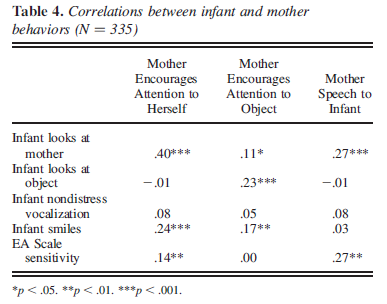 Table 4. Correlations between infant and mother
behaviors (N = 335)
Mother Mother
Encourages Encourages Mother
Attention to Attention to Speech to
Herself Object Infant
Infant looks at
mother .40*** .11* .27***
Infant looks at
object −.01 .23*** −.01
Infant nondistress
vocalization .08 .05 .08
Infant smiles .24*** .17** .03
EA Scale
sensitivity .14** .00 .27**
*p < .05. **p < .01. ***p < .001.